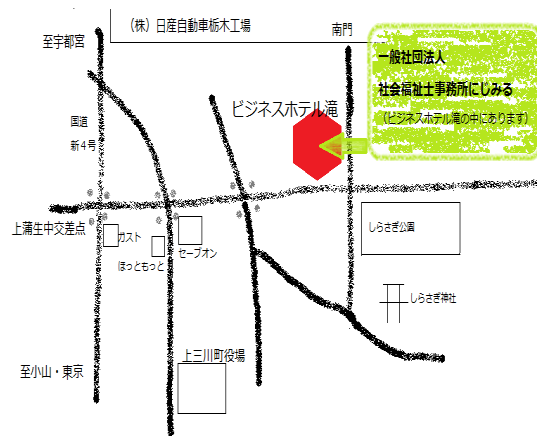 （株）日産自動車栃木工場
南門
至宇都宮
一般社団法人
社会福祉士事務所にじみる
（ビジネスホテル滝の中にあります）
ビジネスホテル滝
国道
新４号
上蒲生中交差点
ガスト
ほっともっと
セーブオン
しらさぎ公園
しらさぎ神社
上三川町役場
至小山・東京